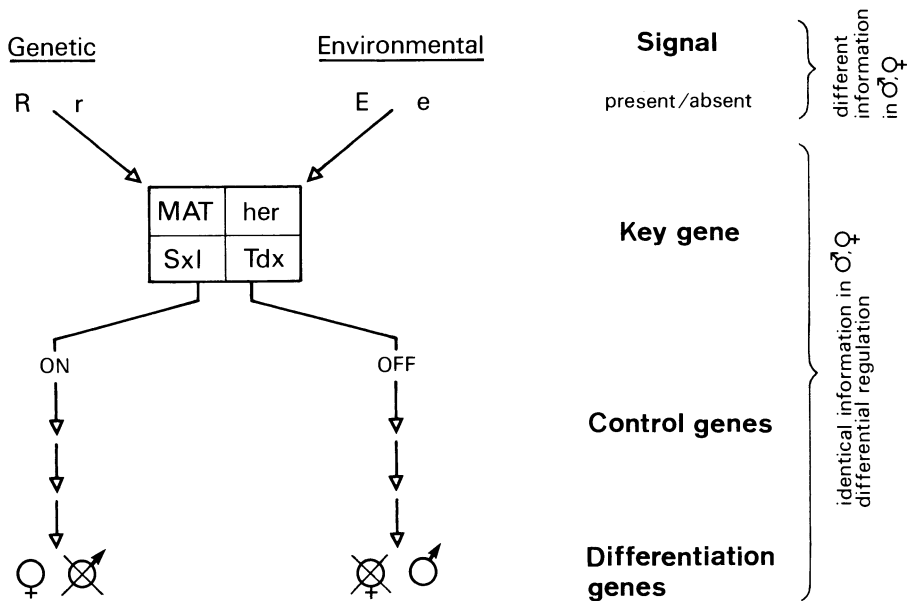 Genetic
Environmental
R r
E e
MAT
her
Sxl
Tdx
ON
OFF
♀ ♂
♀ ♂
Signal
present/absent
Key gene
Control genes
Differentiation
genes
different
information
in ♂,♀
identical information in ♂,♀
differential regulation